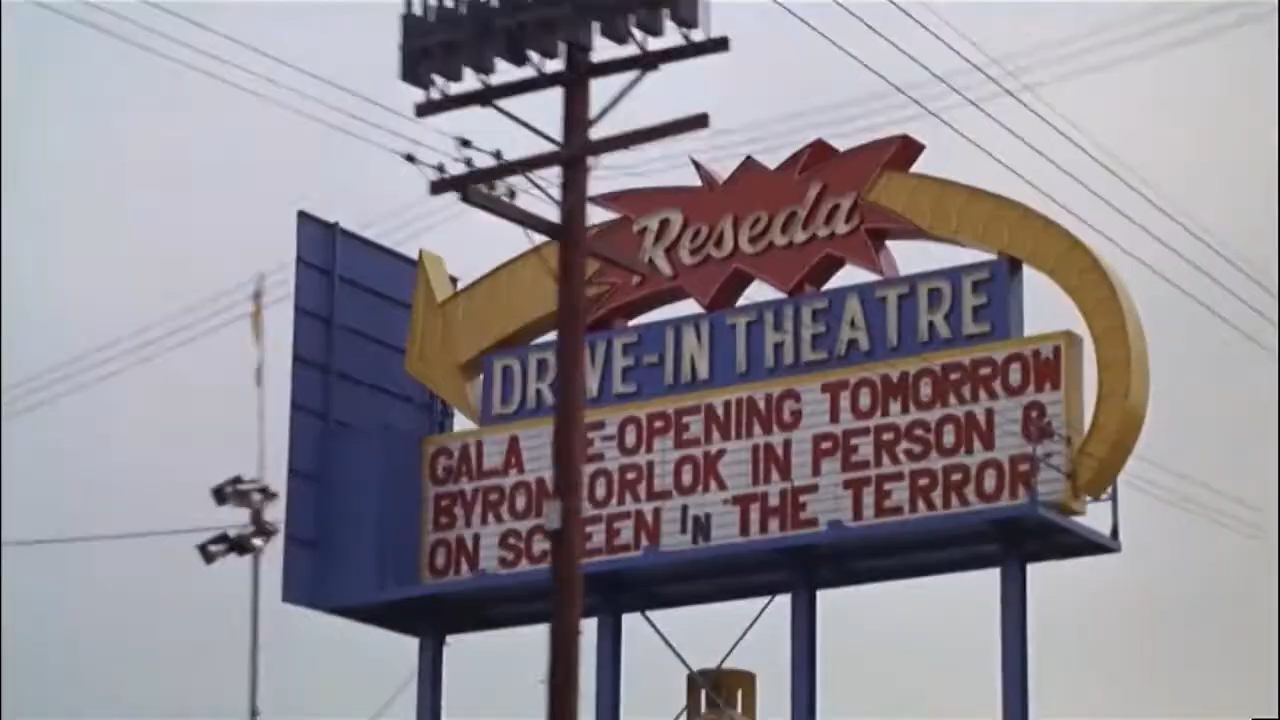 Reseda
DRIVE-IN THEATRE
GALA RE-OPENING TOMORROW
BYRON ORLOK IN PERSON &
ON SCREEN IN "THE TERROR"